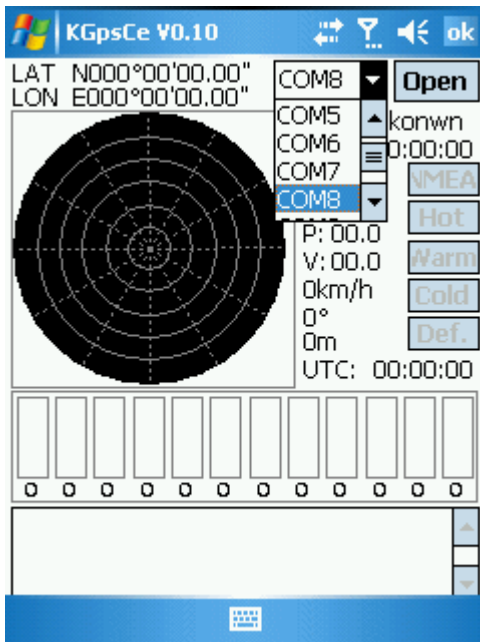 KGpsCe V0.10
ok
LAT N000°00'00.00"
LON E000°00'00.00"
COM8
Open
COM5
COM6
COM7
COM8
konwn
0:00:00
NMEA
Hot
P: 00.0
V: 00.0
Warm
0km/h
Cold
0°
0m
Def.
UTC: 00:00:00
0 0 0 0 0 0 0 0 0 0 0 0